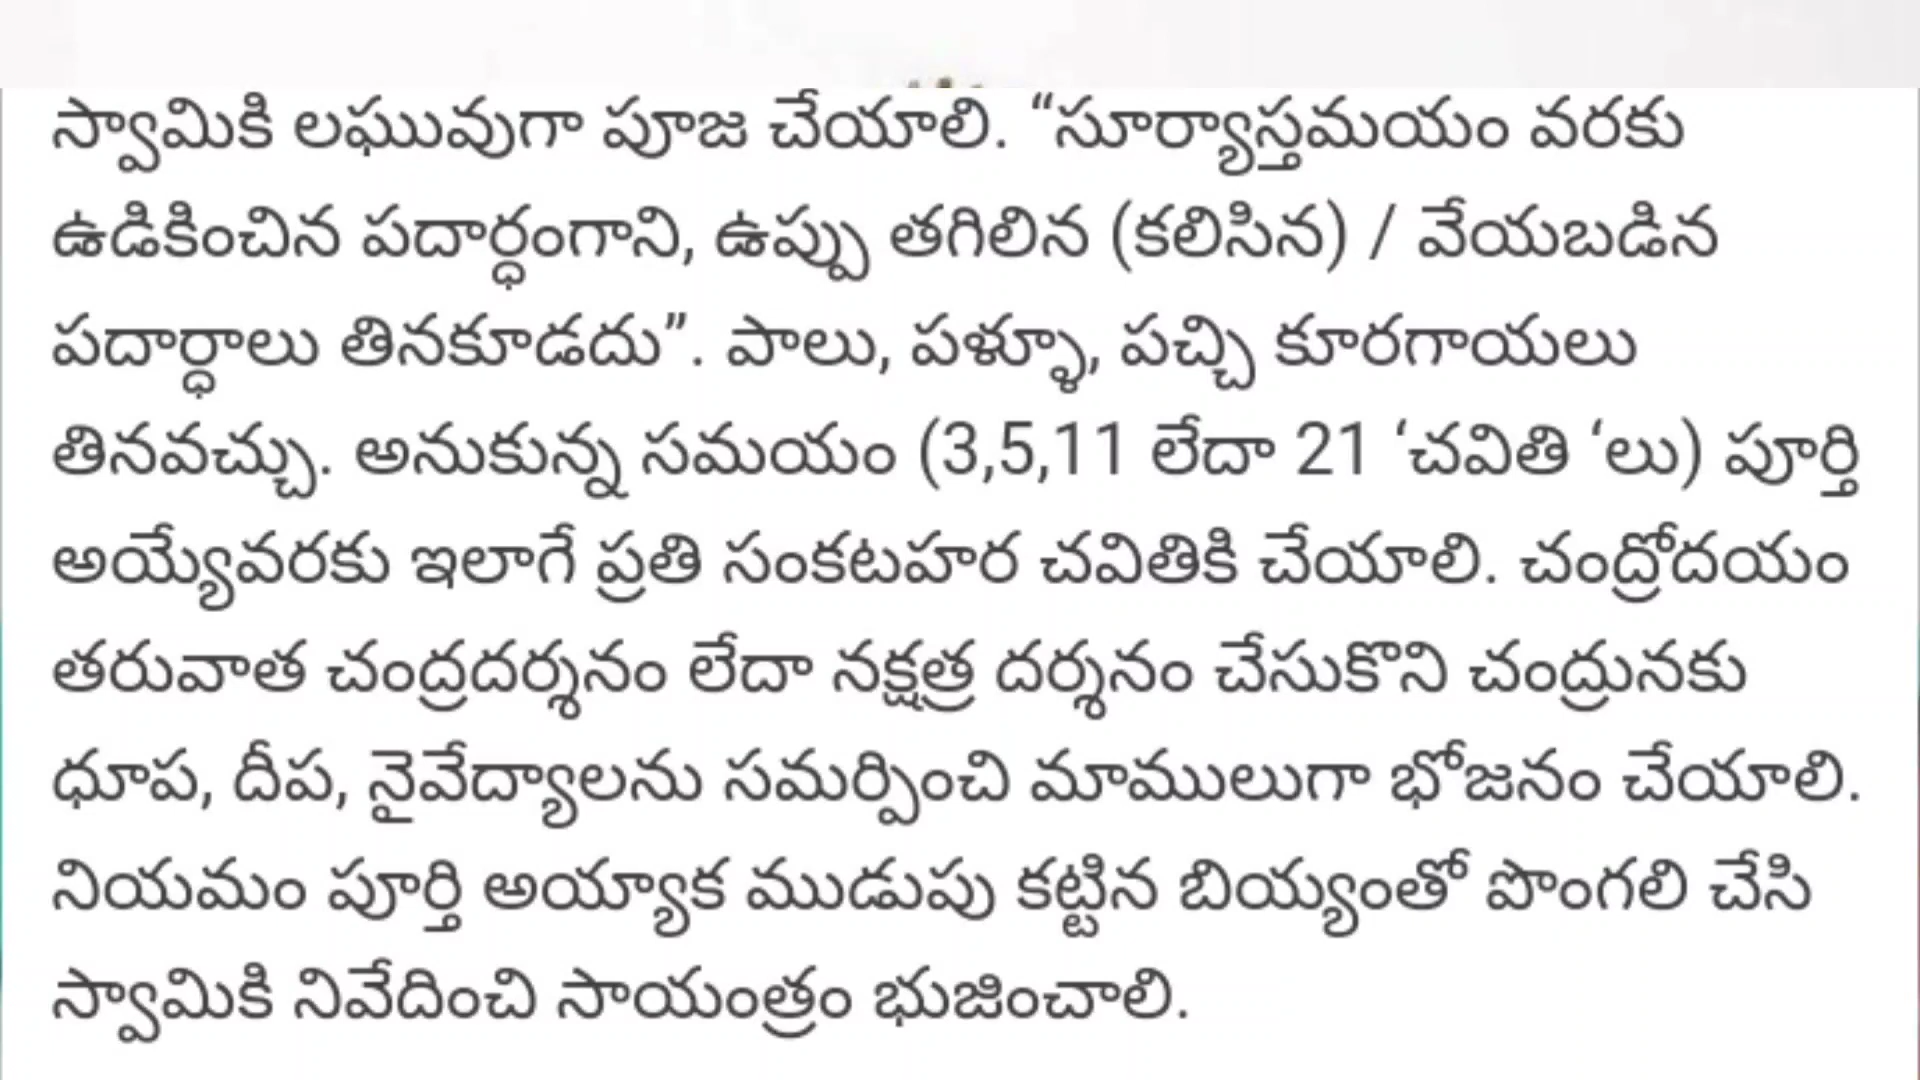 స్వామికి లఘువుగా పూజ చేయాలి. “సూర్యాస్తమయం వరకు
ఉడికించిన పదార్ధంగాని, ఉప్పు తగిలిన (కలిసిన) / వేయబడిన
పదార్ధాలు తినకూడదు”. పాలు, పళ్ళూ, పచ్చి కూరగాయలు
తినవచ్చు. అనుకున్న సమయం (3,5,11 లేదా 21 ‘చవితి ‘లు) పూర్తి
అయ్యేవరకు ఇలాగే ప్రతి సంకటహర చవితికి చేయాలి. చంద్రోదయం
తరువాత చంద్రదర్శనం లేదా నక్షత్ర దర్శనం చేసుకొని చంద్రునకు
ధూప, దీప, నైవేద్యాలను సమర్పించి మాములుగా భోజనం చేయాలి.
నియమం పూర్తి అయ్యాక ముడుపు కట్టిన బియ్యంతో పొంగలి చేసి
స్వామికి నివేదించి సాయంత్రం భుజించాలి.